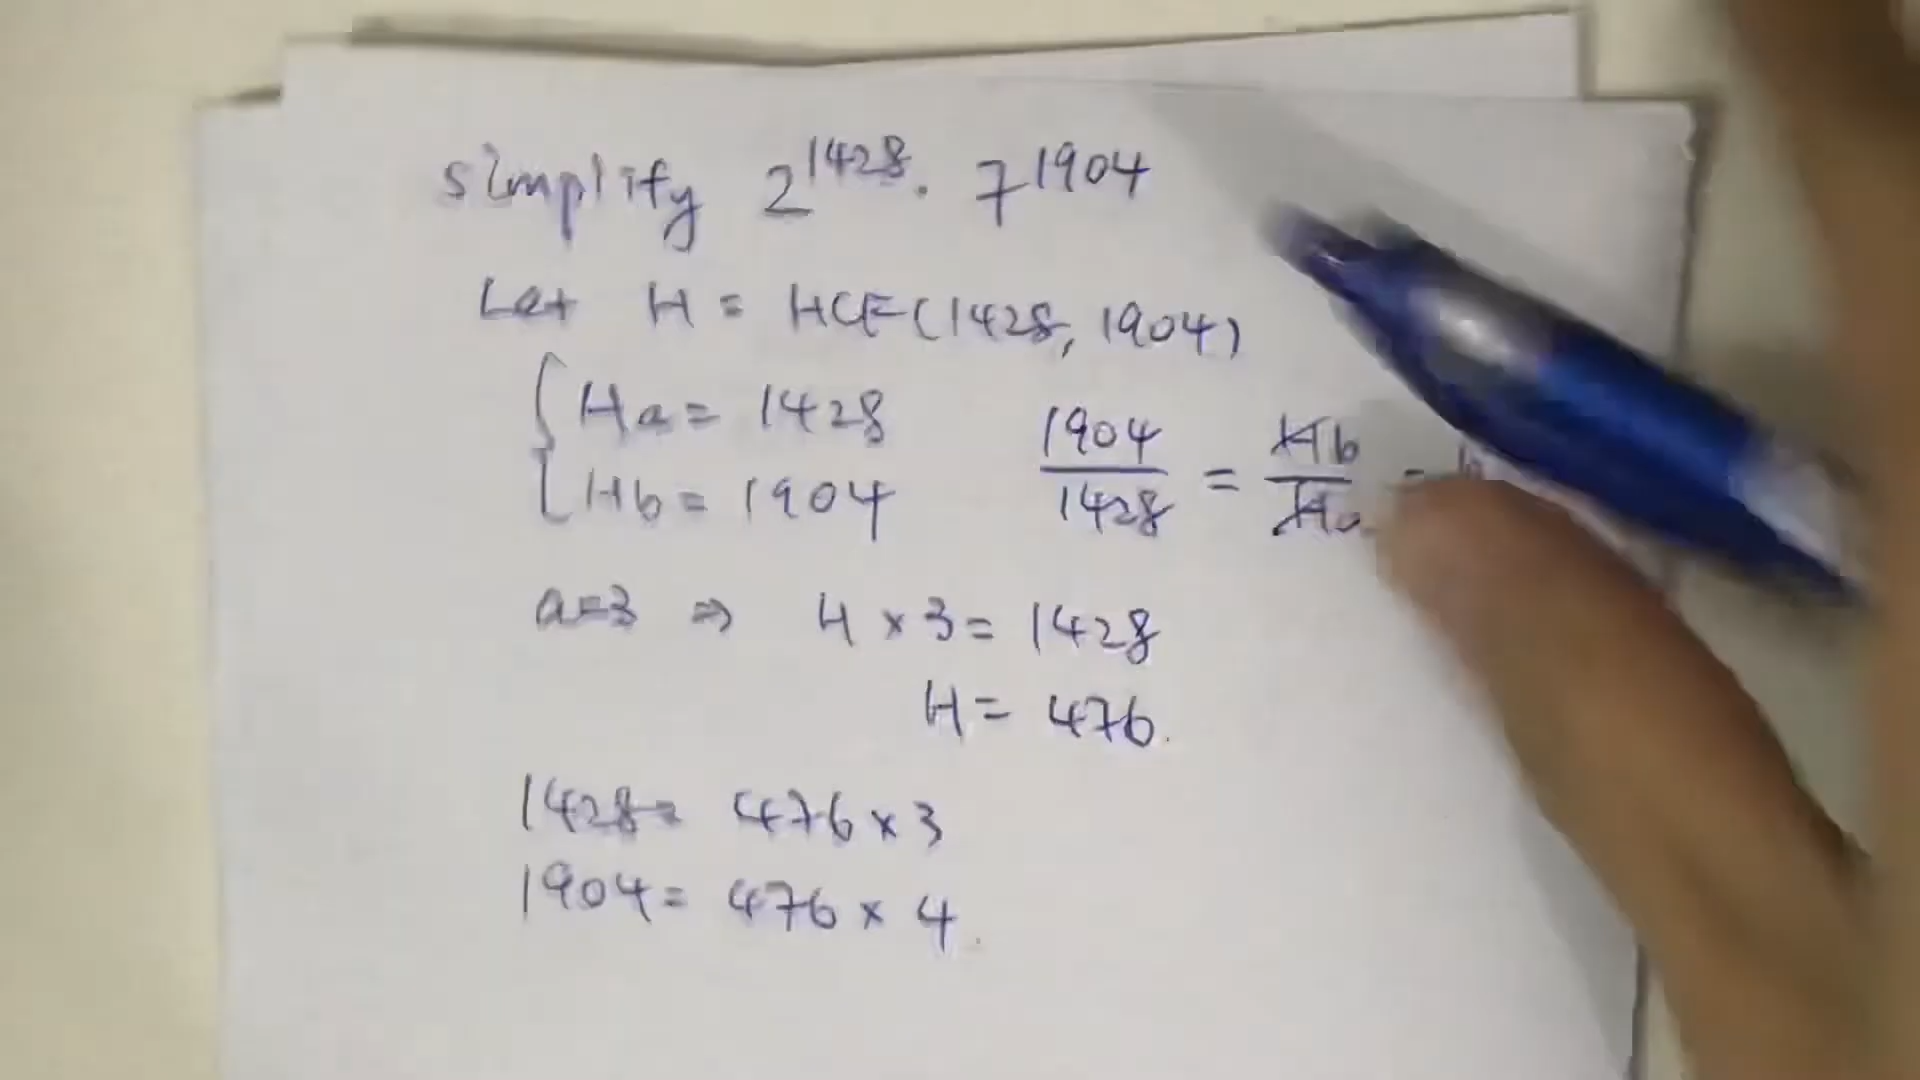 simplify 2^1428 · 7^1904
Let H = HCF(1428, 1904)
Ha = 1428
Hb = 1904
1904/1428 = Hb/Ha =
a=3 ⇒ H × 3 = 1428
H = 476.
1428 = 476 × 3
1904 = 476 × 4